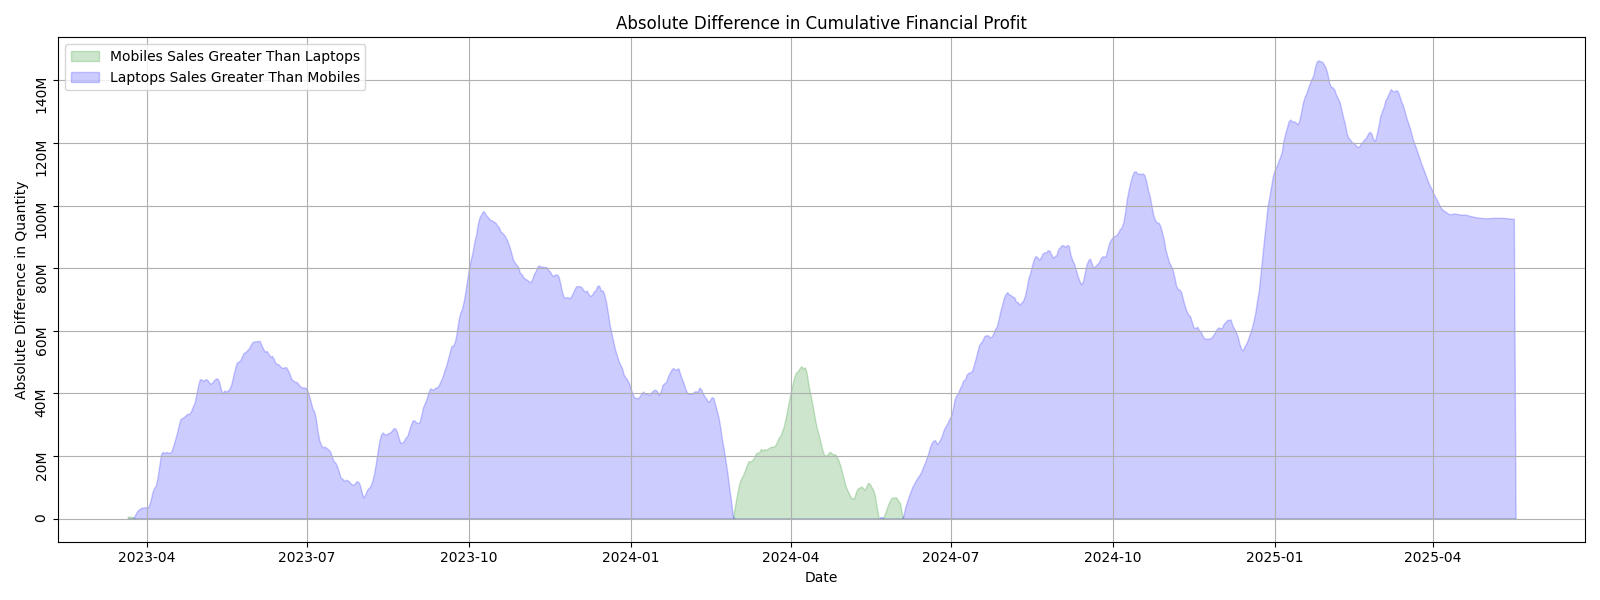 Absolute Difference in Cumulative Financial Profit
Mobiles Sales Greater Than Laptops
Laptops Sales Greater Than Mobiles
Absolute Difference in Quantity
140M
120M
100M
80M
60M
40M
20M
0
2023-04
2023-07
2023-10
2024-01
2024-04
2024-07
2024-10
2025-01
2025-04
Date